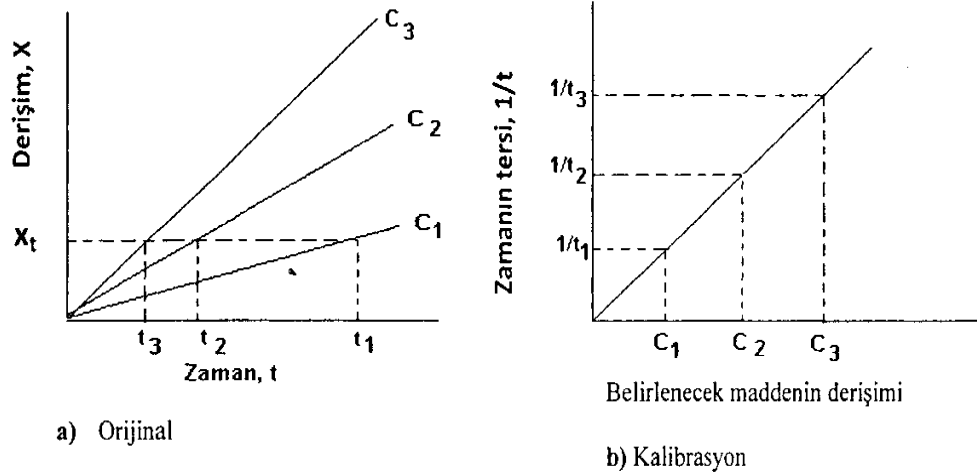 Derişim, X
C3
C2
C1
Xt
t3
t2
t1
Zaman, t
a) Orijinal
Zamanın tersi, 1/t
1/t3
1/t2
1/t1
C1
C2
C3
Belirlenecek maddenin derişimi
b) Kalibrasyon